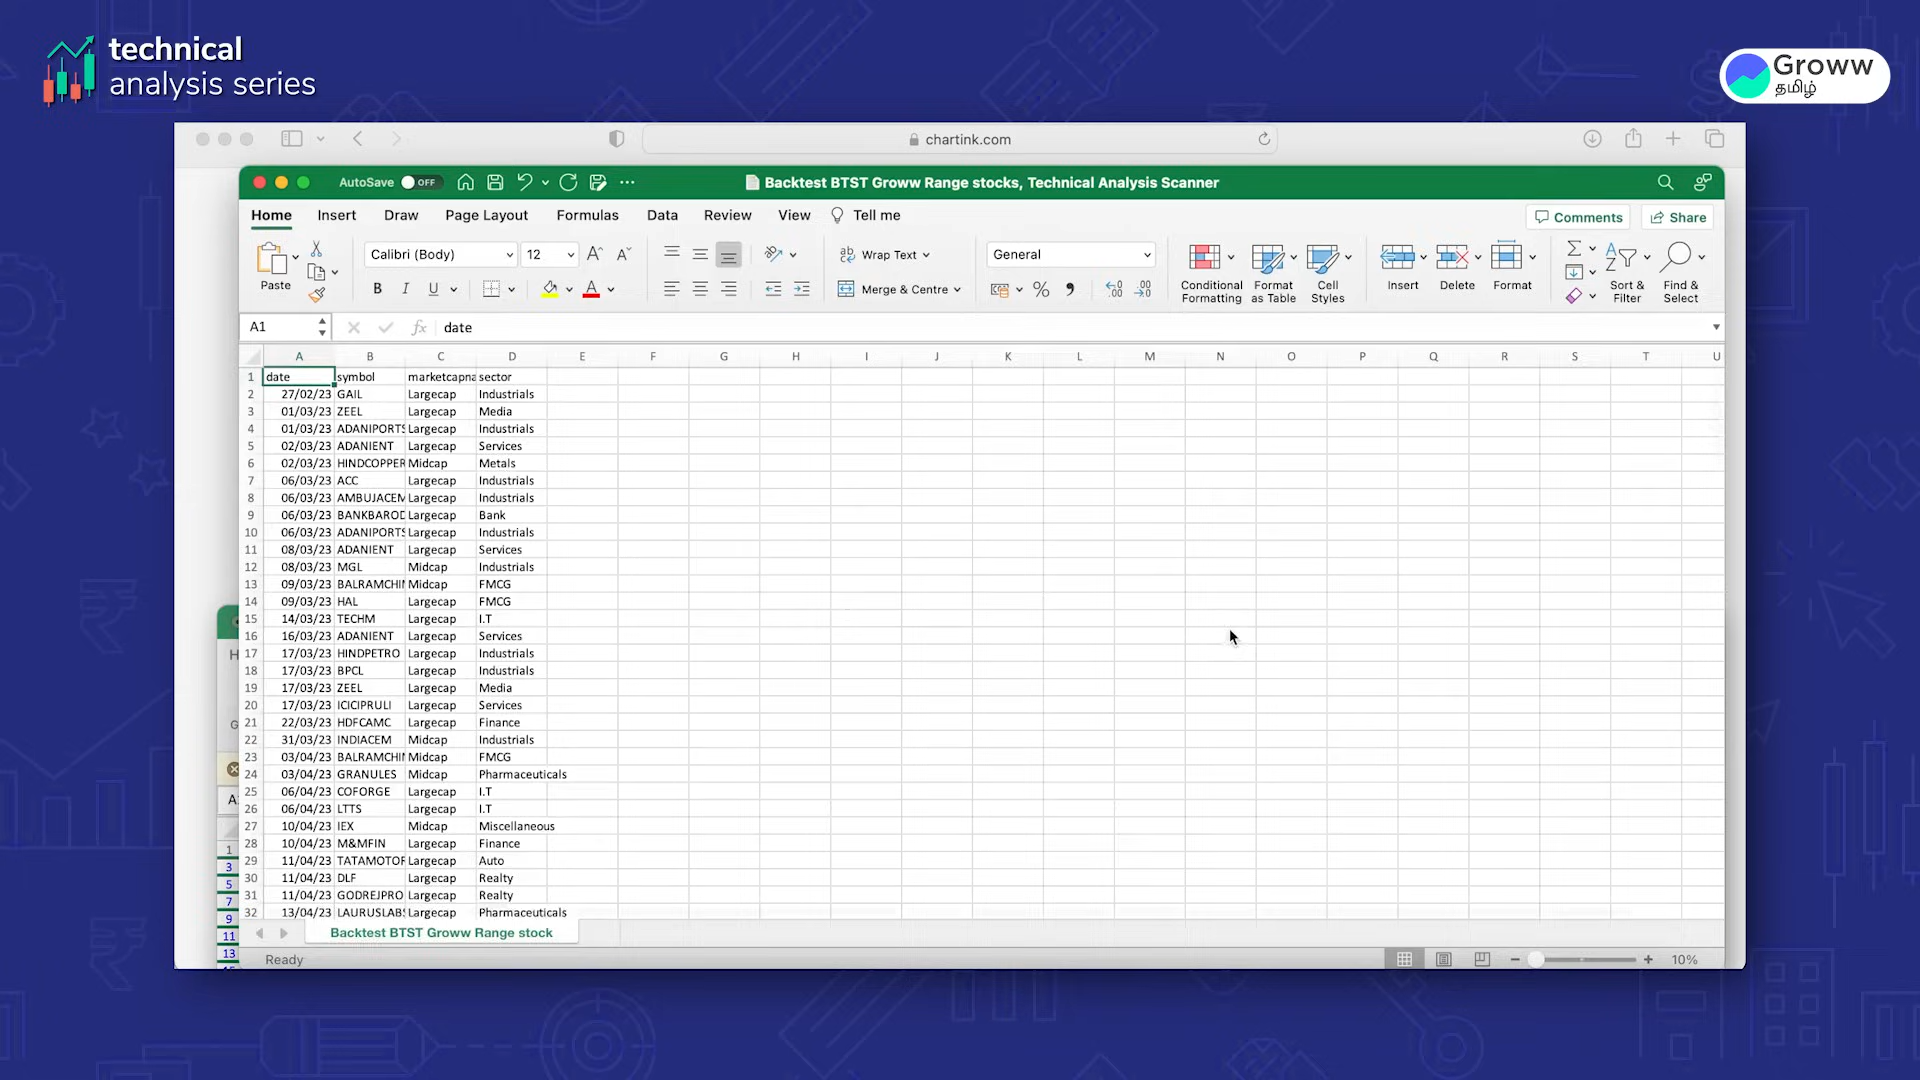 technical
analysis series
Groww
தமிழ்
chartink.com
AutoSave OFF
Backtest BTST Groww Range stocks, Technical Analysis Scanner
Home Insert Draw Page Layout Formulas Data Review View Tell me
Comments Share
Paste
Calibri (Body) 12
B I U A
Wrap Text
Merge & Centre
General
Conditional Formatting
Format as Table
Cell Styles
Insert Delete Format
Sort & Filter
Find & Select
A1 fx date
A B C D E F G H I J K L M N O P Q R S T U
1 date symbol marketcapna sector
2 27/02/23 GAIL Largecap Industrials
3 01/03/23 ZEEL Largecap Media
4 01/03/23 ADANIPORTS Largecap Industrials
5 02/03/23 ADANIENT Largecap Services
6 02/03/23 HINDCOPPER Midcap Metals
7 06/03/23 ACC Largecap Industrials
8 06/03/23 AMBUJACEM Largecap Industrials
9 06/03/23 BANKBAROD Largecap Bank
10 06/03/23 ADANIPORTS Largecap Industrials
11 08/03/23 ADANIENT Largecap Services
12 08/03/23 MGL Midcap Industrials
13 09/03/23 BALRAMCHI Midcap FMCG
14 09/03/23 HAL Largecap FMCG
15 14/03/23 TECHM Largecap I.T
16 16/03/23 ADANIENT Largecap Services
17 17/03/23 HINDPETRO Largecap Industrials
18 17/03/23 BPCL Largecap Industrials
19 17/03/23 ZEEL Largecap Media
20 17/03/23 ICICIPRULI Largecap Services
21 22/03/23 HDFCAMC Largecap Finance
22 31/03/23 INDIACEM Midcap Industrials
23 03/04/23 BALRAMCHI Midcap FMCG
24 03/04/23 GRANULES Midcap Pharmaceuticals
25 06/04/23 COFORGE Largecap I.T
26 06/04/23 LTTS Largecap I.T
27 10/04/23 IEX Midcap Miscellaneous
28 10/04/23 M&MFIN Largecap Finance
29 11/04/23 TATAMOTOR Largecap Auto
30 11/04/23 DLF Largecap Realty
31 11/04/23 GODREJPRO Largecap Realty
32 13/04/23 LAURUSLABS Largecap Pharmaceuticals
1
3
5
7
9
11
13
Backtest BTST Groww Range stock
Ready
10%